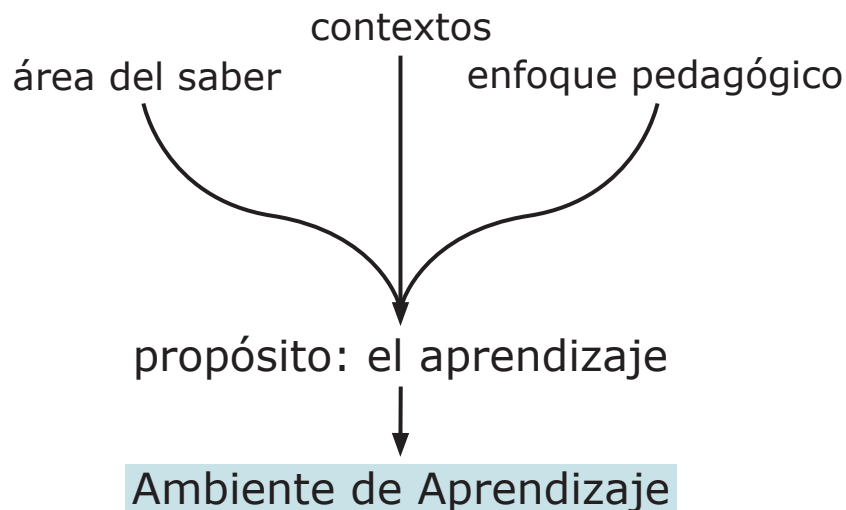 contextos
área del saber
enfoque pedagógico
propósito: el aprendizaje
Ambiente de Aprendizaje